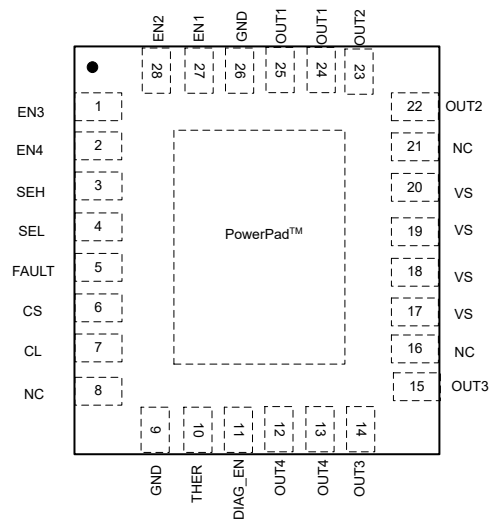 EN2 EN1 GND OUT1 OUT1 OUT2
28 27 26 25 24 23
EN3 1
EN4 2
SEH 3
SEL 4
FAULT 5
CS 6
CL 7
NC 8
PowerPad™
22 OUT2
21 NC
20 VS
19 VS
18 VS
17 VS
16 NC
15 OUT3
9 10 11 12 13 14
GND THER DIAG_EN OUT4 OUT4 OUT3